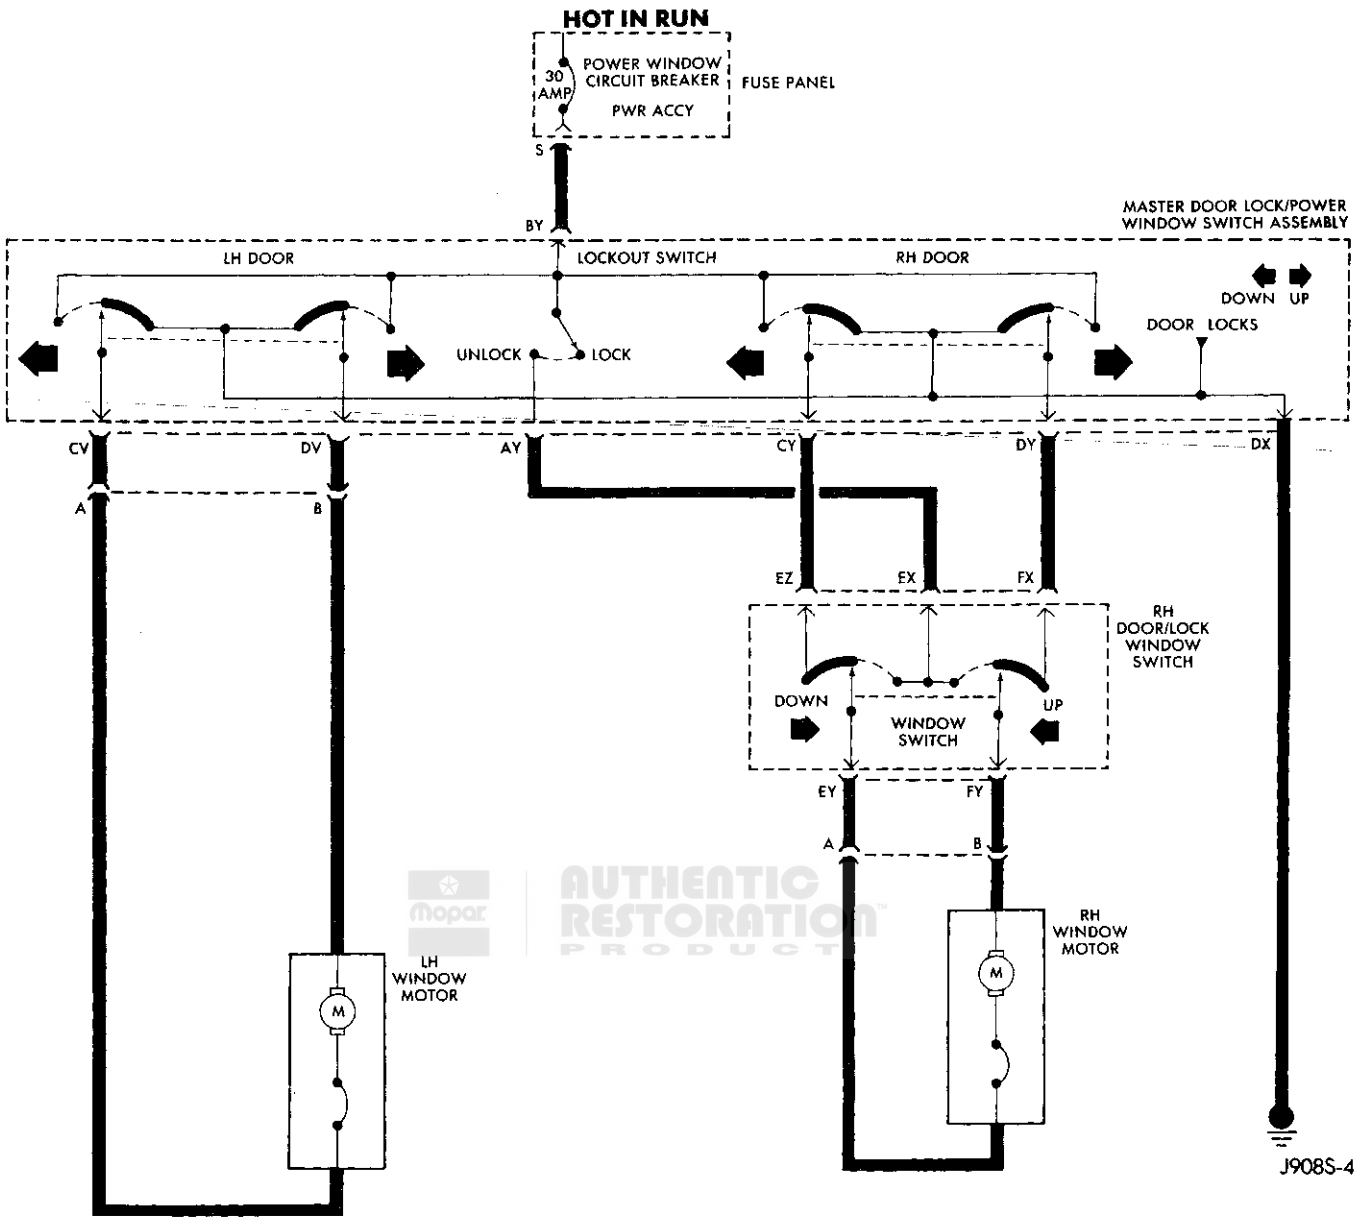 HOT IN RUN
30
AMP
POWER WINDOW
CIRCUIT BREAKER
PWR ACCY
FUSE PANEL
S
BY
MASTER DOOR LOCK/POWER
WINDOW SWITCH ASSEMBLY
LH DOOR
LOCKOUT SWITCH
RH DOOR
DOWN UP
DOOR LOCKS
UNLOCK
LOCK
CV
DV
AY
CY
DY
DX
A
B
EZ
EX
FX
RH
DOOR/LOCK
WINDOW
SWITCH
DOWN
UP
WINDOW
SWITCH
EY
FY
A
B
Mopar
AUTHENTIC
RESTORATION™
PRODUCT
RH
WINDOW
MOTOR
M
LH
WINDOW
MOTOR
M
J908S-4